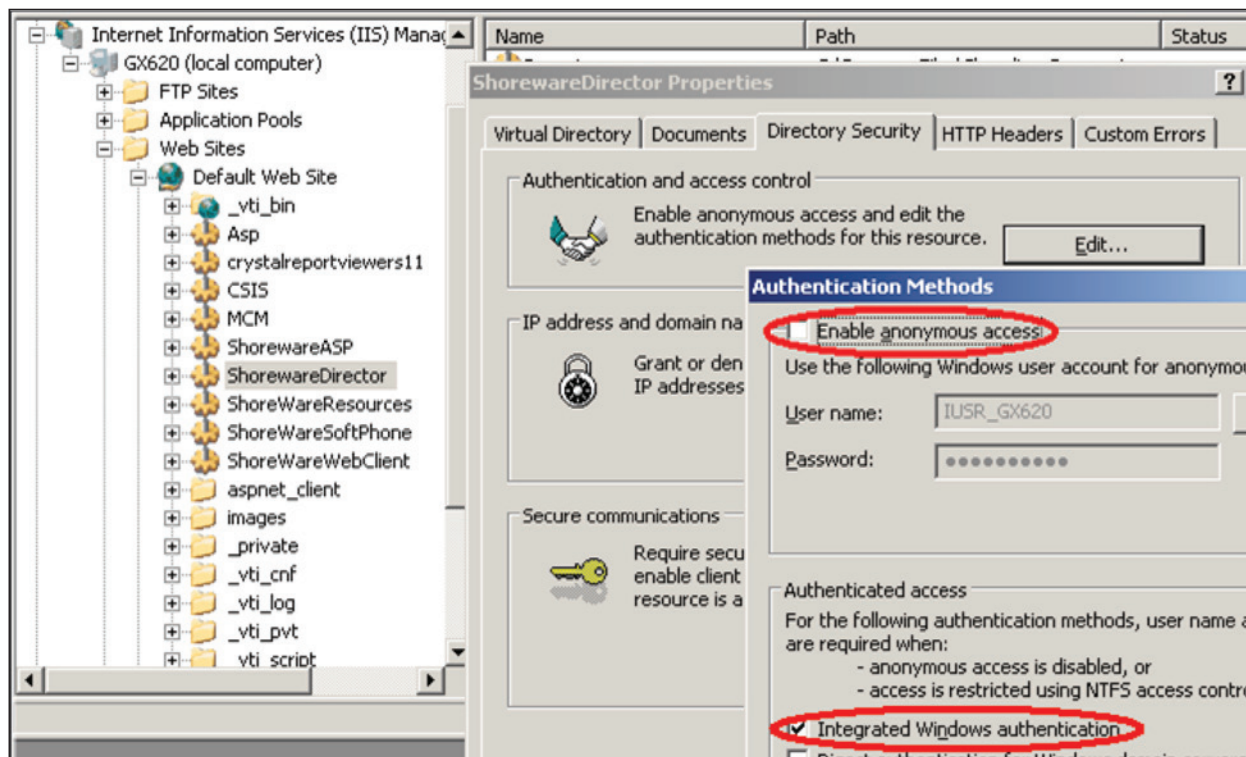 Internet Information Services (IIS) Manag
GX620 (local computer)
FTP Sites
Application Pools
Web Sites
Default Web Site
_vti_bin
Asp
crystalreportviewers11
CSIS
MCM
ShorewareASP
ShorewareDirector
ShoreWareResources
ShoreWareSoftPhone
ShoreWareWebClient
aspnet_client
images
_private
_vti_cnf
_vti_log
_vti_pvt
_vti_script
Name Path Status
ShorewareDirector Properties ?
Virtual Directory Documents Directory Security HTTP Headers Custom Errors
Authentication and access control
Enable anonymous access and edit the
authentication methods for this resource.
Edit...
IP address and domain na
Grant or den
IP addresses
Secure communications
Require secu
enable client
resource is a
Authentication Methods
Enable anonymous access
Use the following Windows user account for anonymou
User name: IUSR_GX620
Password: ●●●●●●●●●●
Authenticated access
For the following authentication methods, user name a
are required when:
- anonymous access is disabled, or
- access is restricted using NTFS access contro
Integrated Windows authentication